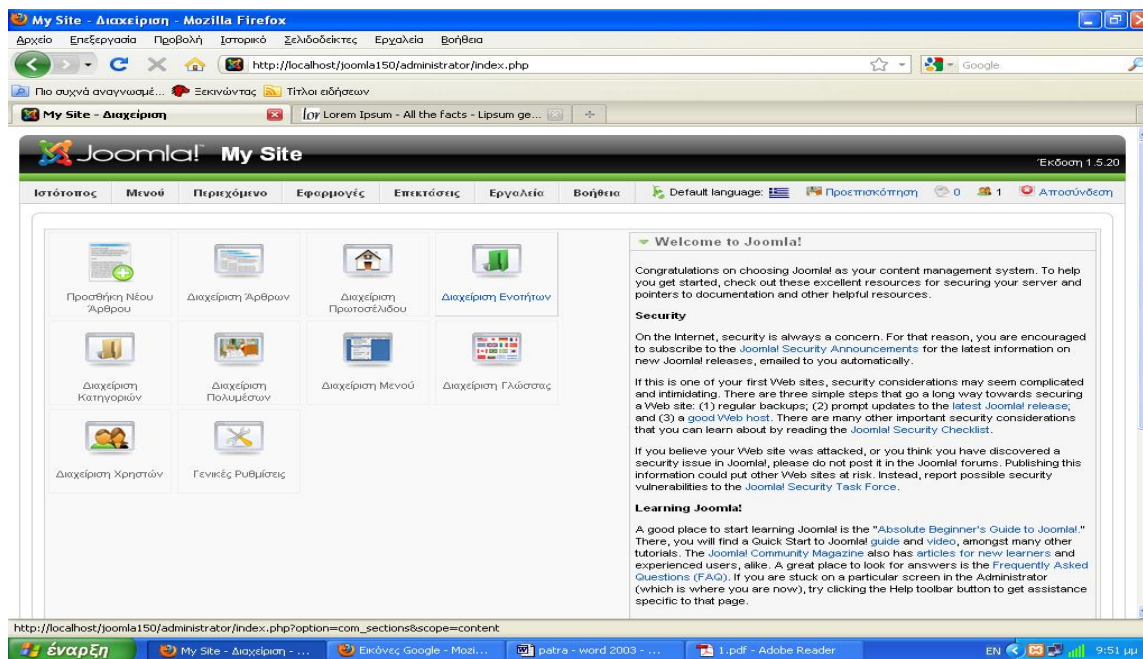 My Site - Διαχείριση - Mozilla Firefox
Αρχείο Επεξεργασία Προβολή Ιστορικό Σελιδοδείκτες Εργαλεία Βοήθεια
http://localhost/joomla150/administrator/index.php
Google
Πιο συχνά αναγνωσμέ... Ξεκινώντας Τίτλοι ειδήσεων
My Site - Διαχείριση
Lorem Ipsum - All the facts - Lipsum ge...
Joomla! My Site
Έκδοση 1.5.20
Ιστότοπος Μενού Περιεχόμενο Εφαρμογές Επεκτάσεις Εργαλεία Βοήθεια
Default language: Προεπισκόπηση 0 1 Αποσύνδεση
Προσθήκη Νέου
Άρθρου
Διαχείριση Άρθρων
Διαχείριση
Πρωτοσέλιδου
Διαχείριση Ενοτήτων
Διαχείριση
Κατηγοριών
Διαχείριση
Πολυμέσων
Διαχείριση Μενού
Διαχείριση Γλώσσας
Διαχείριση Χρηστών
Γενικές Ρυθμίσεις
Welcome to Joomla!
Congratulations on choosing Joomla! as your content management system. To help
you get started, check out these excellent resources for securing your server and
pointers to documentation and other helpful resources.
Security
On the Internet, security is always a concern. For that reason, you are encouraged
to subscribe to the Joomla! Security Announcements for the latest information on
new Joomla! releases, emailed to you automatically.
If this is one of your first Web sites, security considerations may seem complicated
and intimidating. There are three simple steps that go a long way towards securing
a Web site: (1) regular backups; (2) prompt updates to the latest Joomla! release;
and (3) a good Web host. There are many other important security considerations
that you can learn about by reading the Joomla! Security Checklist.
If you believe your Web site was attacked, or you think you have discovered a
security issue in Joomla!, please do not post it in the Joomla! forums. Publishing this
information could put other Web sites at risk. Instead, report possible security
vulnerabilities to the Joomla! Security Task Force.
Learning Joomla!
A good place to start learning Joomla! is the "Absolute Beginner's Guide to Joomla!."
There, you will find a Quick Start to Joomla! guide and video, amongst many other
tutorials. The Joomla! Community Magazine also has articles for new learners and
experienced users, alike. A great place to look for answers is the Frequently Asked
Questions (FAQ). If you are stuck on a particular screen in the Administrator
(which is where you are now), try clicking the Help toolbar button to get assistance
specific to that page.
http://localhost/joomla150/administrator/index.php?option=com_sections&scope=content
έναρξη
My Site - Διαχείριση - ...
Εικόνες Google - Mozi...
patra - word 2003 - ...
1.pdf - Adobe Reader
EN
9:51 μμ